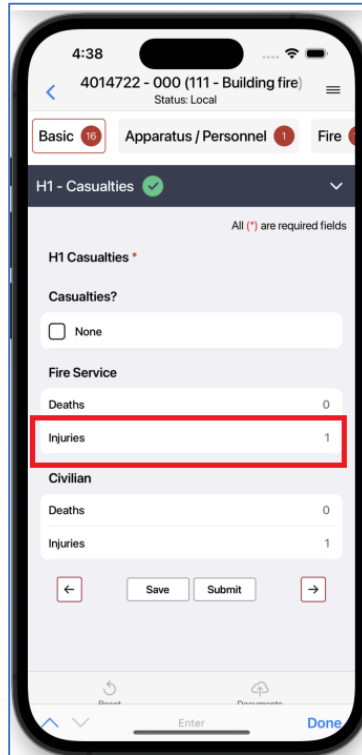 4:38
4014722 - 000 (111 - Building fire)
Status: Local
Basic 16 Apparatus / Personnel 1 Fire
H1 - Casualties
All (*) are required fields
H1 Casualties *
Casualties?
None
Fire Service
Deaths 0
Injuries 1
Civilian
Deaths 0
Injuries 1
Save Submit
Reset Documents
Enter Done